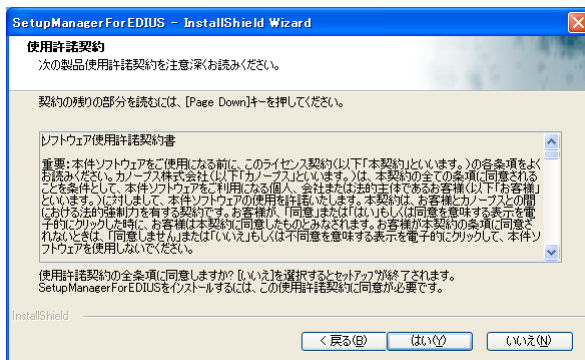 SetupManagerForEDIUS - InstallShield Wizard
使用許諾契約
次の製品使用許諾契約を注意深くお読みください。
契約の残りの部分を読むには、[Page Down]キーを押してください。
ソフトウェア使用許諾契約書
重要:本件ソフトウェアをご使用になる前に、このライセンス契約(以下「本契約」といいます。)の各条項をよく
お読みください。カノープス株式会社(以下「カノープス」といいます。)は、本契約の全ての条項に同意される
ことを条件として、本件ソフトウェアをご利用になる個人、会社または法的主体であるお客様(以下「お客様」
といいます。)に対しまして、本件ソフトウェアの使用を許諾いたします。本契約は、お客様とカノープスとの間
における法的強制力を有する契約です。お客様が、「同意」または「はい」もしくは同意を意味する表示を電
子的にクリックした時、お客様は本契約に同意したものとみなされます。お客様が本契約の条項に同意さ
れないときは、「同意しません」または「いいえ」もしくは不同意を意味する表示を電子的にクリックして、本件ソ
フトウェアを使用しないでください。
使用許諾契約の全条項に同意しますか? [いいえ]を選択するとセットアップが終了されます。
SetupManagerForEDIUSをインストールするには、この使用許諾契約に同意が必要です。
InstallShield
< 戻る(B) はい(Y) いいえ(N)